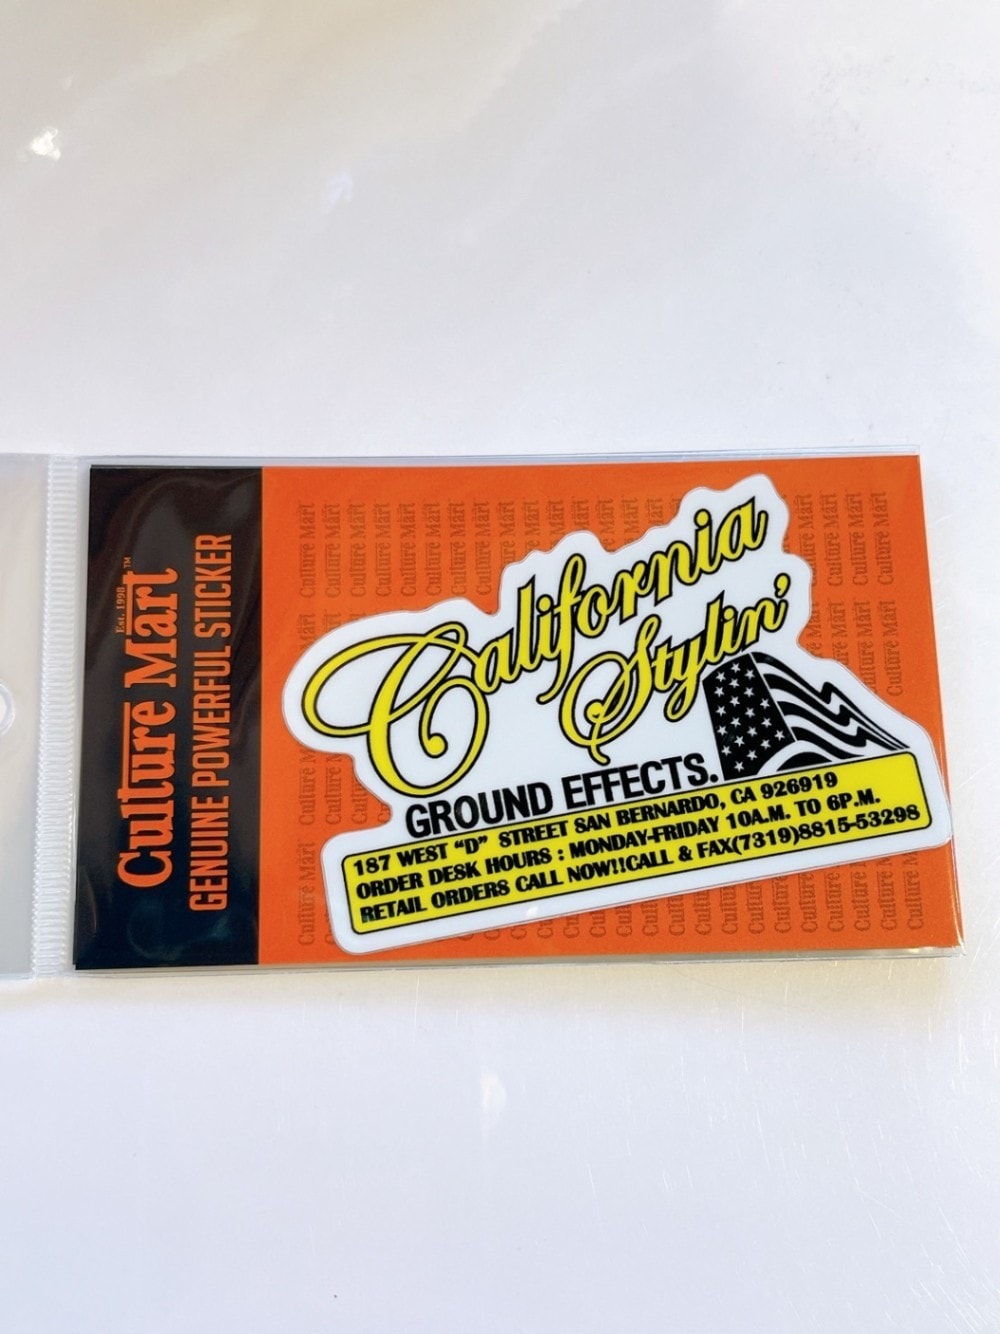 Est. 1998
Culture Mart™
GENUINE POWERFUL STICKER
California
Stylin'
GROUND EFFECTS.
187 WEST “D” STREET SAN BERNARDO, CA 926919
ORDER DESK HOURS : MONDAY-FRIDAY 10A.M. TO 6P.M.
RETAIL ORDERS CALL NOW!!CALL & FAX(7319)8815-53298